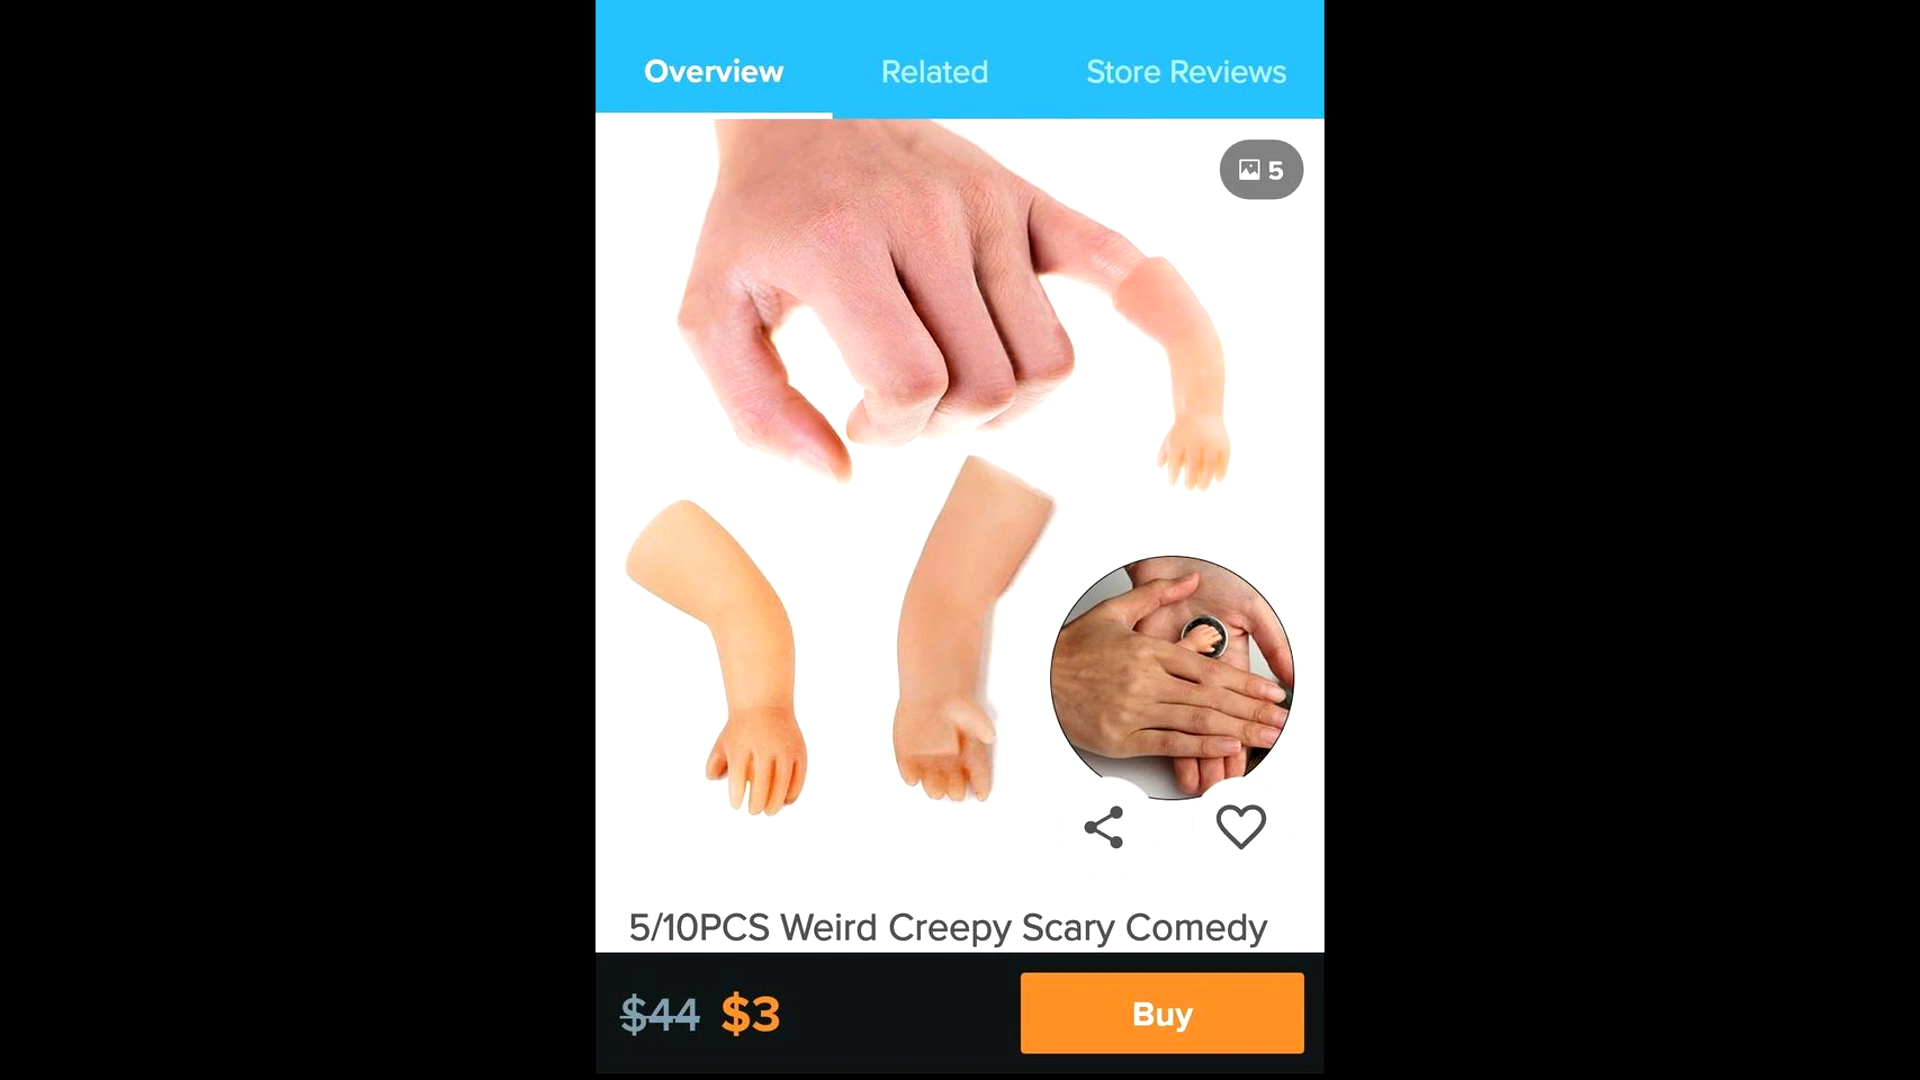 Overview Related Store Reviews
5
5/10PCS Weird Creepy Scary Comedy
$44 $3 Buy